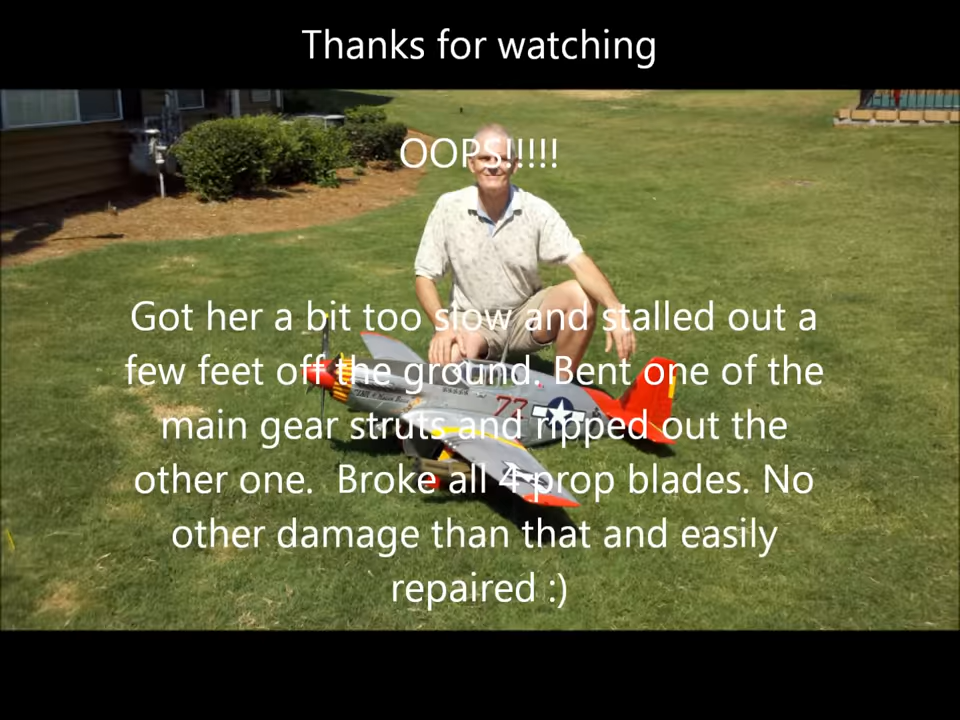 Thanks for watching
OOPS!!!!!
Got her a bit too slow and stalled out a
few feet off the ground. Bent one of the
main gear struts and ripped out the
other one.  Broke all 4 prop blades. No
other damage than that and easily
repaired :)
77